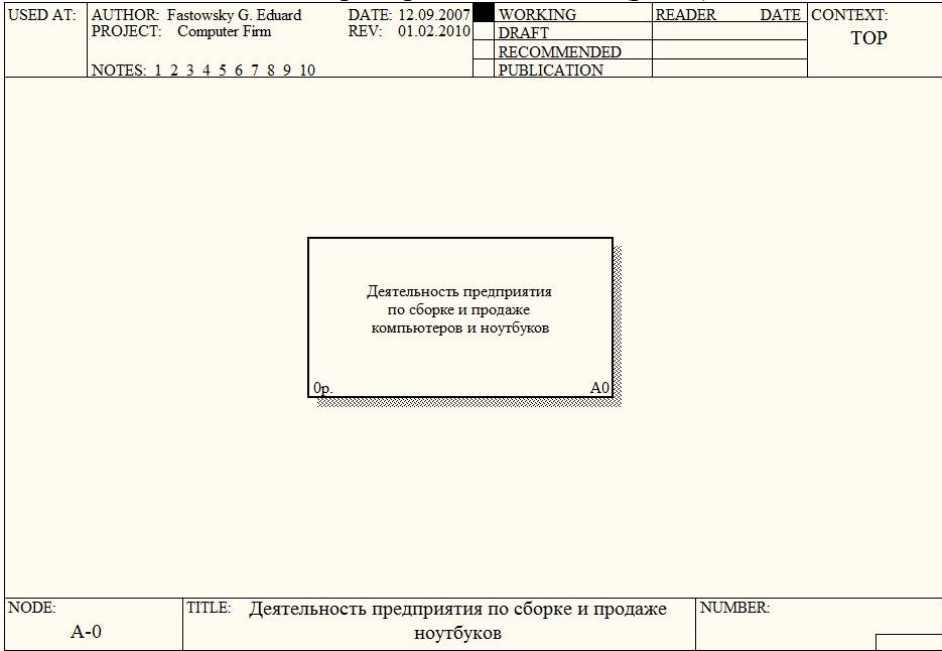 USED AT: AUTHOR: Fastowsky G. Eduard DATE: 12.09.2007 WORKING READER DATE CONTEXT:
PROJECT: Computer Firm REV: 01.02.2010 DRAFT TOP
RECOMMENDED
NOTES: 1 2 3 4 5 6 7 8 9 10 PUBLICATION
Деятельность предприятия
по сборке и продаже
компьютеров и ноутбуков
0р. A0
NODE: TITLE: Деятельность предприятия по сборке и продаже NUMBER:
A-0 ноутбуков